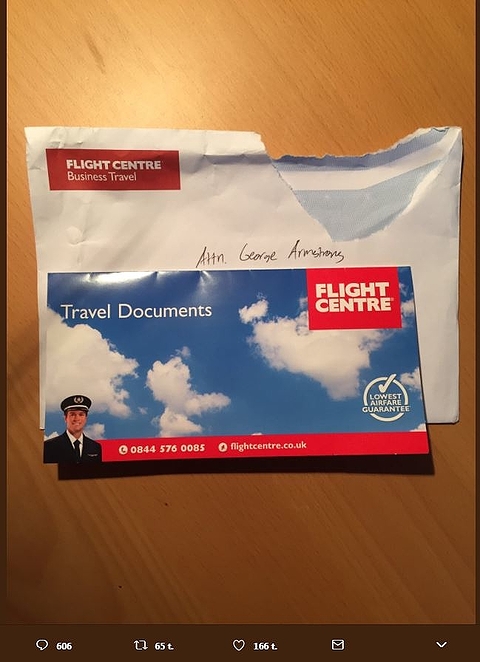 FLIGHT CENTRE
Business Travel
Attn. George Armstrong
Travel Documents
FLIGHT
CENTRE
LOWEST
AIRFARE
GUARANTEE
0844 576 0085 flightcentre.co.uk
606 65 t. 166 t.